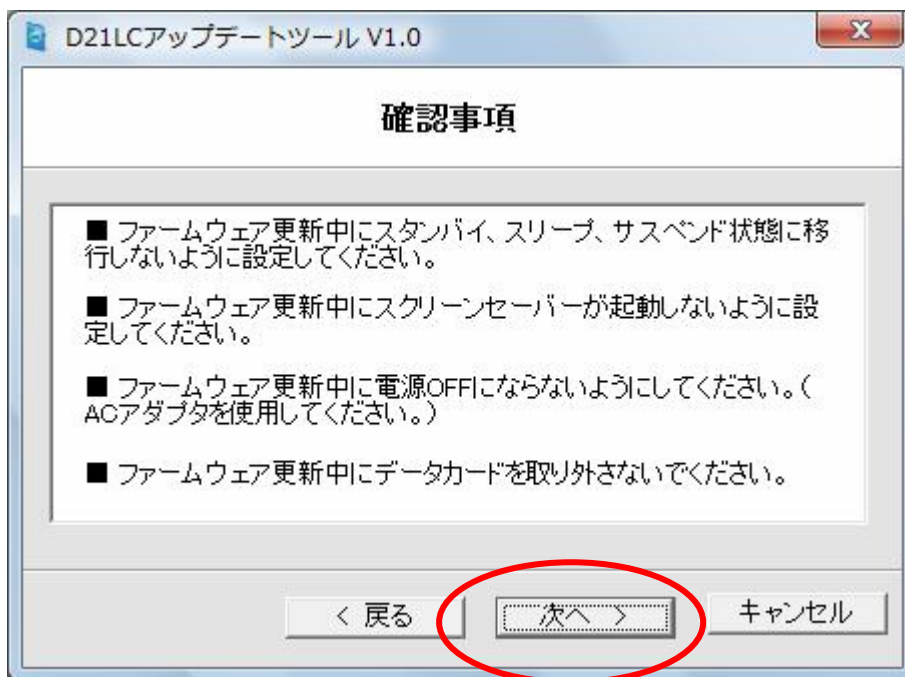 D21LCアップデートツール V1.0
確認事項
■ ファームウェア更新中にスタンバイ、スリープ、サスペンド状態に移
行しないように設定してください。
■ ファームウェア更新中にスクリーンセーバーが起動しないように設
定してください。
■ ファームウェア更新中に電源OFFにならないようにしてください。(
ACアダプタを使用してください。)
■ ファームウェア更新中にデータカードを取り外さないでください。
< 戻る 次へ > キャンセル